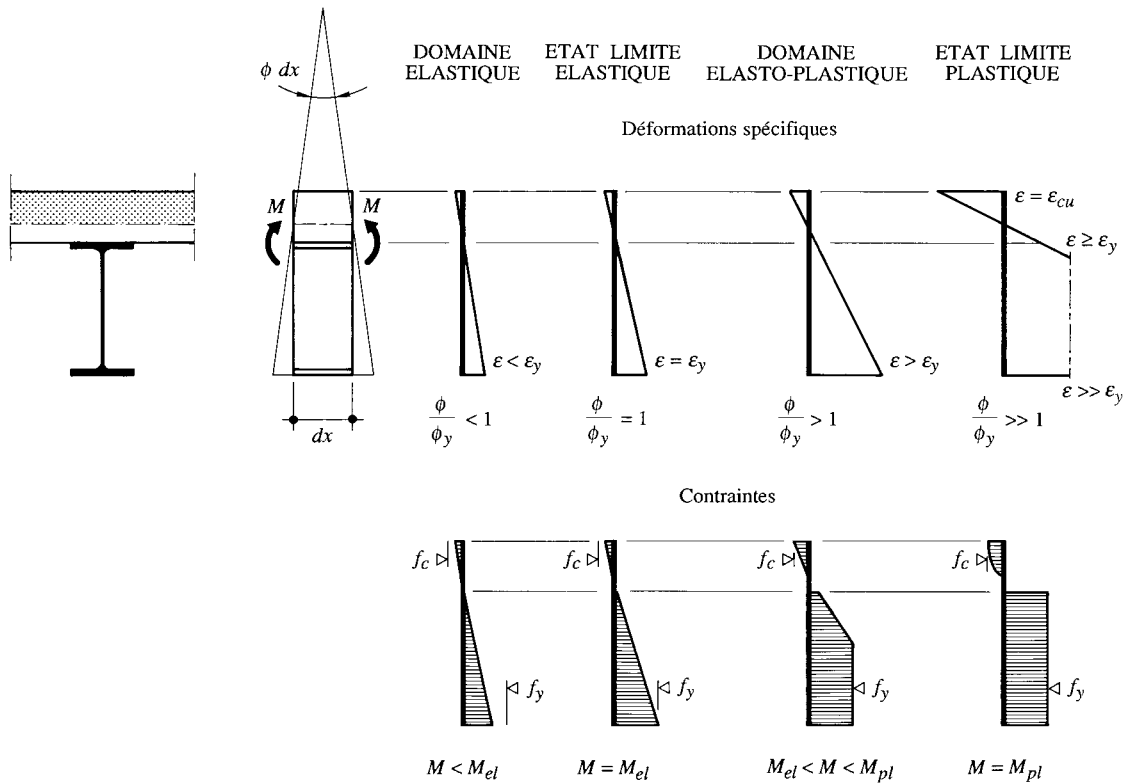 DOMAINE ELASTIQUE
ETAT LIMITE ELASTIQUE
DOMAINE ELASTO-PLASTIQUE
ETAT LIMITE PLASTIQUE
ϕ dx
Déformations spécifiques
M
M
ε = ε_cu
ε ≥ ε_y
ε < ε_y
ε = ε_y
ε > ε_y
ε >> ε_y
dx
ϕ/ϕ_y < 1
ϕ/ϕ_y = 1
ϕ/ϕ_y > 1
ϕ/ϕ_y >> 1
Contraintes
f_c
f_c
f_c
f_c
f_y
f_y
f_y
f_y
M < M_el
M = M_el
M_el < M < M_pl
M = M_pl